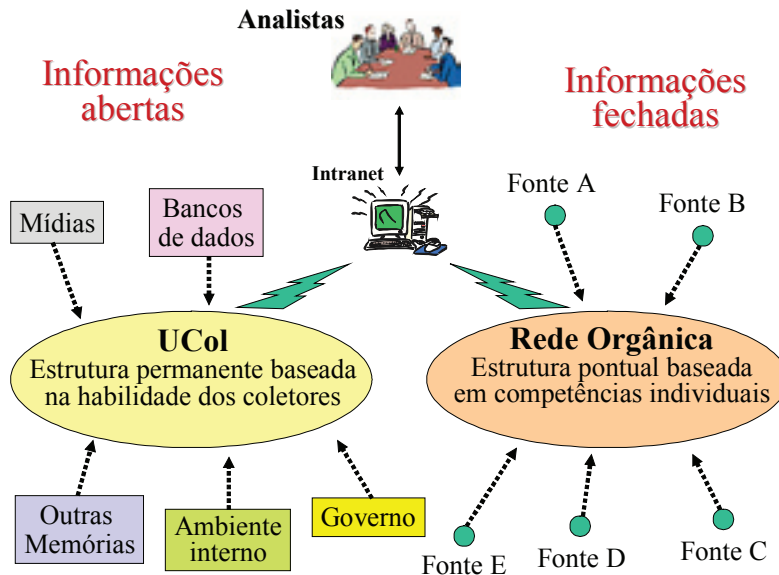 Analistas
Informações
abertas
Informações
fechadas
Intranet
Mídias
Bancos
de dados
Fonte A
Fonte B
UCol
Estrutura permanente baseada
na habilidade dos coletores
Rede Orgânica
Estrutura pontual baseada
em competências individuais
Outras
Memórias
Ambiente
interno
Governo
Fonte E
Fonte D
Fonte C